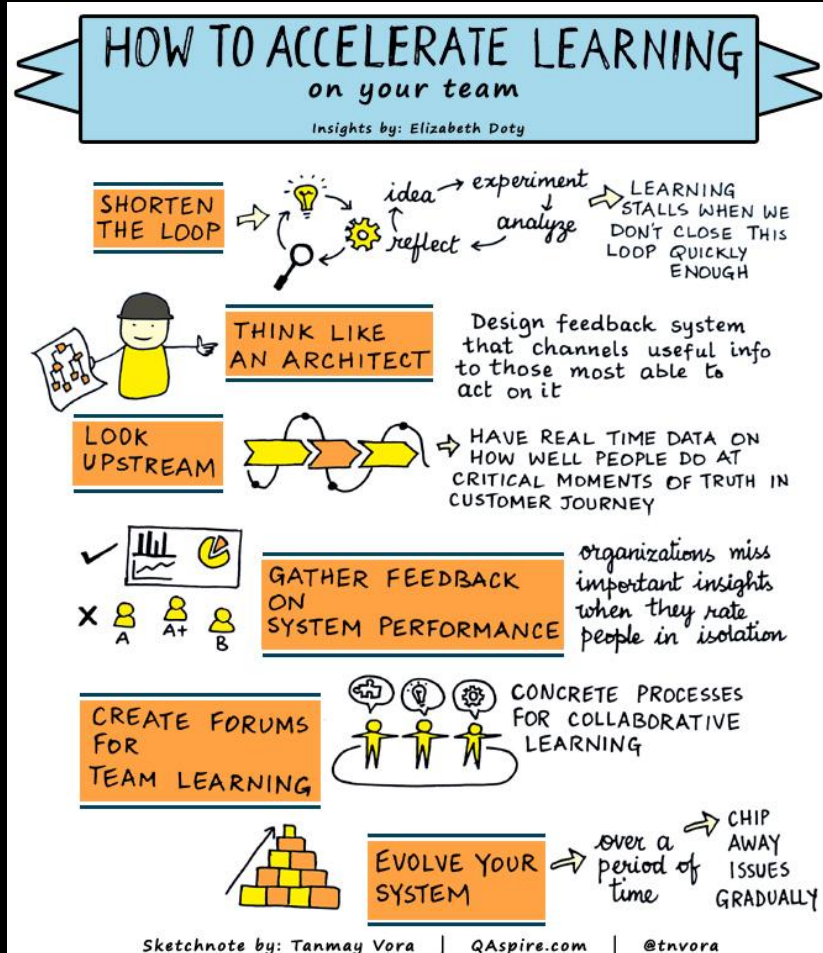 HOW TO ACCELERATE LEARNING
on your team
Insights by: Elizabeth Doty
SHORTEN
THE LOOP
idea
experiment
analyze
reflect
LEARNING
STALLS WHEN WE
DON'T CLOSE THIS
LOOP QUICKLY
ENOUGH
THINK LIKE
AN ARCHITECT
Design feedback system
that channels useful info
to those most able to
act on it
LOOK
UPSTREAM
HAVE REAL TIME DATA ON
HOW WELL PEOPLE DO AT
CRITICAL MOMENTS OF TRUTH IN
CUSTOMER JOURNEY
A
A+
B
GATHER FEEDBACK
ON
SYSTEM PERFORMANCE
organizations miss
important insights
when they rate
people in isolation
CREATE FORUMS
FOR
TEAM LEARNING
CONCRETE PROCESSES
FOR COLLABORATIVE
LEARNING
EVOLVE YOUR
SYSTEM
over a
period of
time
CHIP
AWAY
ISSUES
GRADUALLY
Sketchnote by: Tanmay Vora | QAspire.com | @tnvora